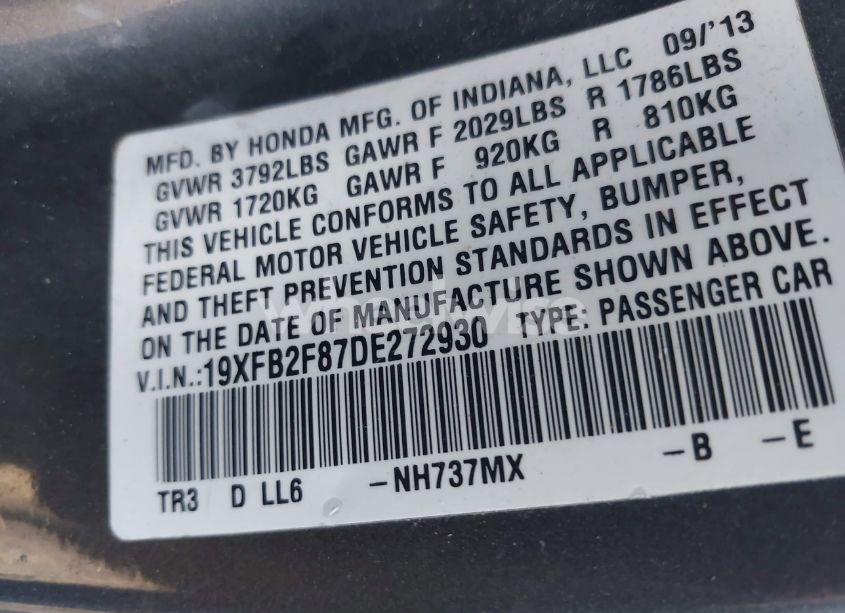 MFD. BY HONDA MFG. OF INDIANA, LLC 09/'13
GVWR 3792LBS GAWR F 2029LBS R 1786LBS
GVWR 1720KG GAWR F 920KG R 810KG
THIS VEHICLE CONFORMS TO ALL APPLICABLE
FEDERAL MOTOR VEHICLE SAFETY, BUMPER,
AND THEFT PREVENTION STANDARDS IN EFFECT
ON THE DATE OF MANUFACTURE SHOWN ABOVE.
V.I.N.:19XFB2F87DE272930 TYPE: PASSENGER CAR
TR3 D LL6 -NH737MX -B -E